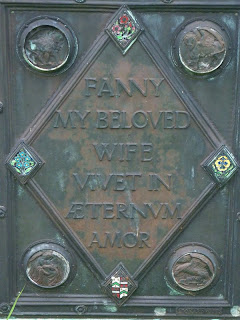 FANNY
MY BELOVED
WIFE
VIVET IN
ÆTERNVM
AMOR